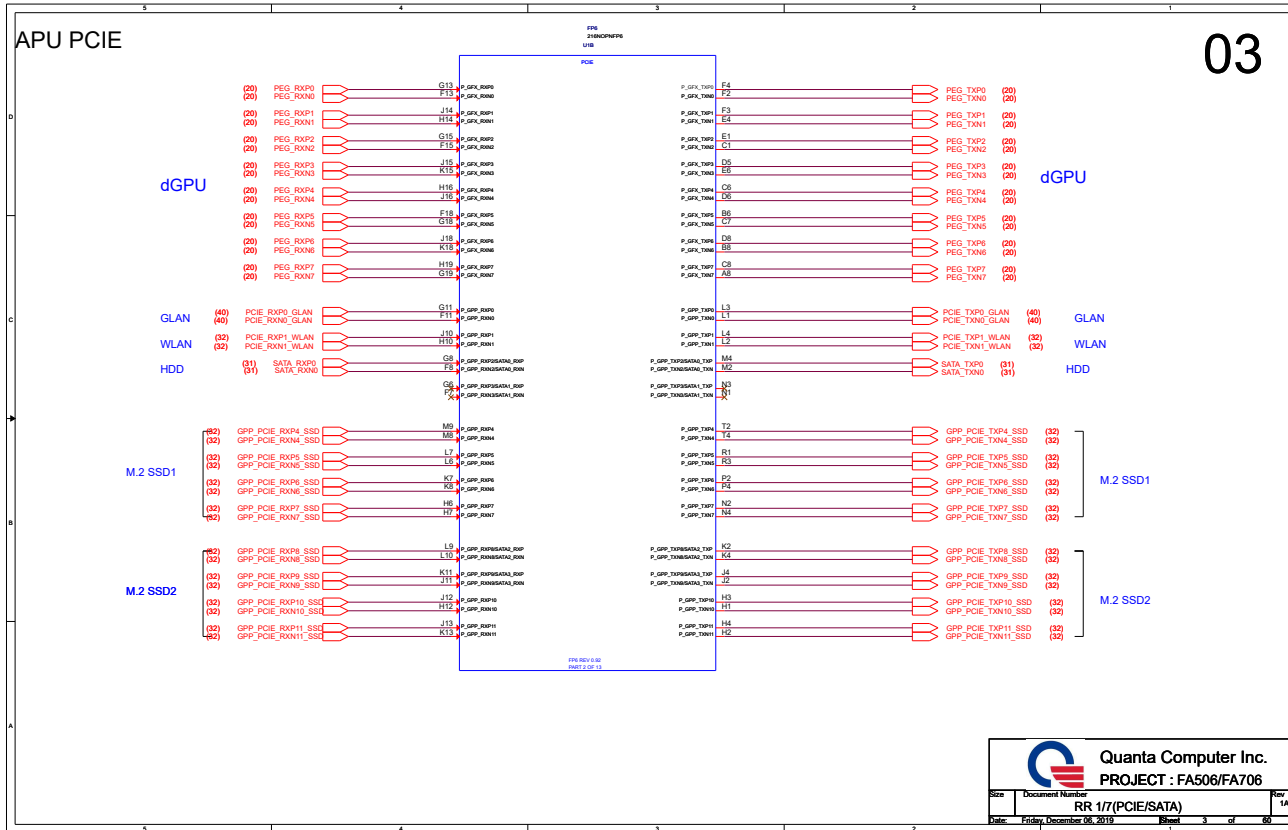 5 4 3 2 1
APU PCIE
03
FP6
216NOPNFP6
U1B
PCIE
D
C
B
A
dGPU
(20) PEG_RXP0 G13 P_GFX_RXP0
(20) PEG_RXN0 F13 P_GFX_RXN0
(20) PEG_RXP1 J14 P_GFX_RXP1
(20) PEG_RXN1 H14 P_GFX_RXN1
(20) PEG_RXP2 G15 P_GFX_RXP2
(20) PEG_RXN2 F15 P_GFX_RXN2
(20) PEG_RXP3 J15 P_GFX_RXP3
(20) PEG_RXN3 K15 P_GFX_RXN3
(20) PEG_RXP4 H16 P_GFX_RXP4
(20) PEG_RXN4 J16 P_GFX_RXN4
(20) PEG_RXP5 F18 P_GFX_RXP5
(20) PEG_RXN5 G18 P_GFX_RXN5
(20) PEG_RXP6 J18 P_GFX_RXP6
(20) PEG_RXN6 K18 P_GFX_RXN6
(20) PEG_RXP7 H19 P_GFX_RXP7
(20) PEG_RXN7 G19 P_GFX_RXN7
GLAN
(40) PCIE_RXP0_GLAN G11 P_GPP_RXP0
(40) PCIE_RXN0_GLAN F11 P_GPP_RXN0
WLAN
(32) PCIE_RXP1_WLAN J10 P_GPP_RXP1
(32) PCIE_RXN1_WLAN H10 P_GPP_RXN1
HDD
(31) SATA_RXP0 G8 P_GPP_RXP2/SATA0_RXP
(31) SATA_RXN0 F8 P_GPP_RXN2/SATA0_RXN
G6 P_GPP_RXP3/SATA1_RXP
F7 P_GPP_RXN3/SATA1_RXN
M.2 SSD1
(32) GPP_PCIE_RXP4_SSD M9 P_GPP_RXP4
(32) GPP_PCIE_RXN4_SSD M8 P_GPP_RXN4
(32) GPP_PCIE_RXP5_SSD L7 P_GPP_RXP5
(32) GPP_PCIE_RXN5_SSD L6 P_GPP_RXN5
(32) GPP_PCIE_RXP6_SSD K7 P_GPP_RXP6
(32) GPP_PCIE_RXN6_SSD K8 P_GPP_RXN6
(32) GPP_PCIE_RXP7_SSD H6 P_GPP_RXP7
(32) GPP_PCIE_RXN7_SSD H7 P_GPP_RXN7
M.2 SSD2
(32) GPP_PCIE_RXP8_SSD L9 P_GPP_RXP8/SATA2_RXP
(32) GPP_PCIE_RXN8_SSD L10 P_GPP_RXN8/SATA2_RXN
(32) GPP_PCIE_RXP9_SSD K11 P_GPP_RXP9/SATA3_RXP
(32) GPP_PCIE_RXN9_SSD J11 P_GPP_RXN9/SATA3_RXN
(32) GPP_PCIE_RXP10_SSD J12 P_GPP_RXP10
(32) GPP_PCIE_RXN10_SSD H12 P_GPP_RXN10
(32) GPP_PCIE_RXP11_SSD J13 P_GPP_RXP11
(32) GPP_PCIE_RXN11_SSD K13 P_GPP_RXN11
P_GFX_TXP0 F4 PEG_TXP0 (20)
P_GFX_TXN0 F2 PEG_TXN0 (20)
P_GFX_TXP1 F3 PEG_TXP1 (20)
P_GFX_TXN1 E4 PEG_TXN1 (20)
P_GFX_TXP2 E1 PEG_TXP2 (20)
P_GFX_TXN2 C1 PEG_TXN2 (20)
P_GFX_TXP3 D5 PEG_TXP3 (20)
P_GFX_TXN3 E6 PEG_TXN3 (20)
P_GFX_TXP4 C6 PEG_TXP4 (20)
P_GFX_TXN4 D6 PEG_TXN4 (20)
P_GFX_TXP5 B6 PEG_TXP5 (20)
P_GFX_TXN5 C7 PEG_TXN5 (20)
P_GFX_TXP6 D8 PEG_TXP6 (20)
P_GFX_TXN6 B8 PEG_TXN6 (20)
P_GFX_TXP7 C8 PEG_TXP7 (20)
P_GFX_TXN7 A8 PEG_TXN7 (20)
dGPU
P_GPP_TXP0 L3 PCIE_TXP0_GLAN (40)
P_GPP_TXN0 L1 PCIE_TXN0_GLAN (40)
GLAN
P_GPP_TXP1 L4 PCIE_TXP1_WLAN (32)
P_GPP_TXN1 L2 PCIE_TXN1_WLAN (32)
WLAN
P_GPP_TXP2/SATA0_TXP M4 SATA_TXP0 (31)
P_GPP_TXN2/SATA0_TXN M2 SATA_TXN0 (31)
HDD
P_GPP_TXP3/SATA1_TXP N3
P_GPP_TXN3/SATA1_TXN N1
P_GPP_TXP4 T2 GPP_PCIE_TXP4_SSD (32)
P_GPP_TXN4 T4 GPP_PCIE_TXN4_SSD (32)
P_GPP_TXP5 R1 GPP_PCIE_TXP5_SSD (32)
P_GPP_TXN5 R3 GPP_PCIE_TXN5_SSD (32)
P_GPP_TXP6 P2 GPP_PCIE_TXP6_SSD (32)
P_GPP_TXN6 P4 GPP_PCIE_TXN6_SSD (32)
P_GPP_TXP7 N2 GPP_PCIE_TXP7_SSD (32)
P_GPP_TXN7 N4 GPP_PCIE_TXN7_SSD (32)
M.2 SSD1
P_GPP_TXP8/SATA2_TXP K2 GPP_PCIE_TXP8_SSD (32)
P_GPP_TXN8/SATA2_TXN K4 GPP_PCIE_TXN8_SSD (32)
P_GPP_TXP9/SATA3_TXP J4 GPP_PCIE_TXP9_SSD (32)
P_GPP_TXN9/SATA3_TXN J2 GPP_PCIE_TXN9_SSD (32)
P_GPP_TXP10 H3 GPP_PCIE_TXP10_SSD (32)
P_GPP_TXN10 H1 GPP_PCIE_TXN10_SSD (32)
P_GPP_TXP11 H4 GPP_PCIE_TXP11_SSD (32)
P_GPP_TXN11 H2 GPP_PCIE_TXN11_SSD (32)
M.2 SSD2
FP6 REV 0.92
PART 2 OF 13
Quanta Computer Inc.
PROJECT : FA506/FA706
Size Document Number Rev
RR 1/7(PCIE/SATA) 1A
Date: Friday, December 06, 2019 Sheet 3 of 60
5 4 3 2 1